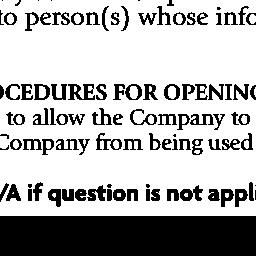 to person(s) whose info
OCEDURES FOR OPENING
to allow the Company to
Company from being used
/A if question is not appli